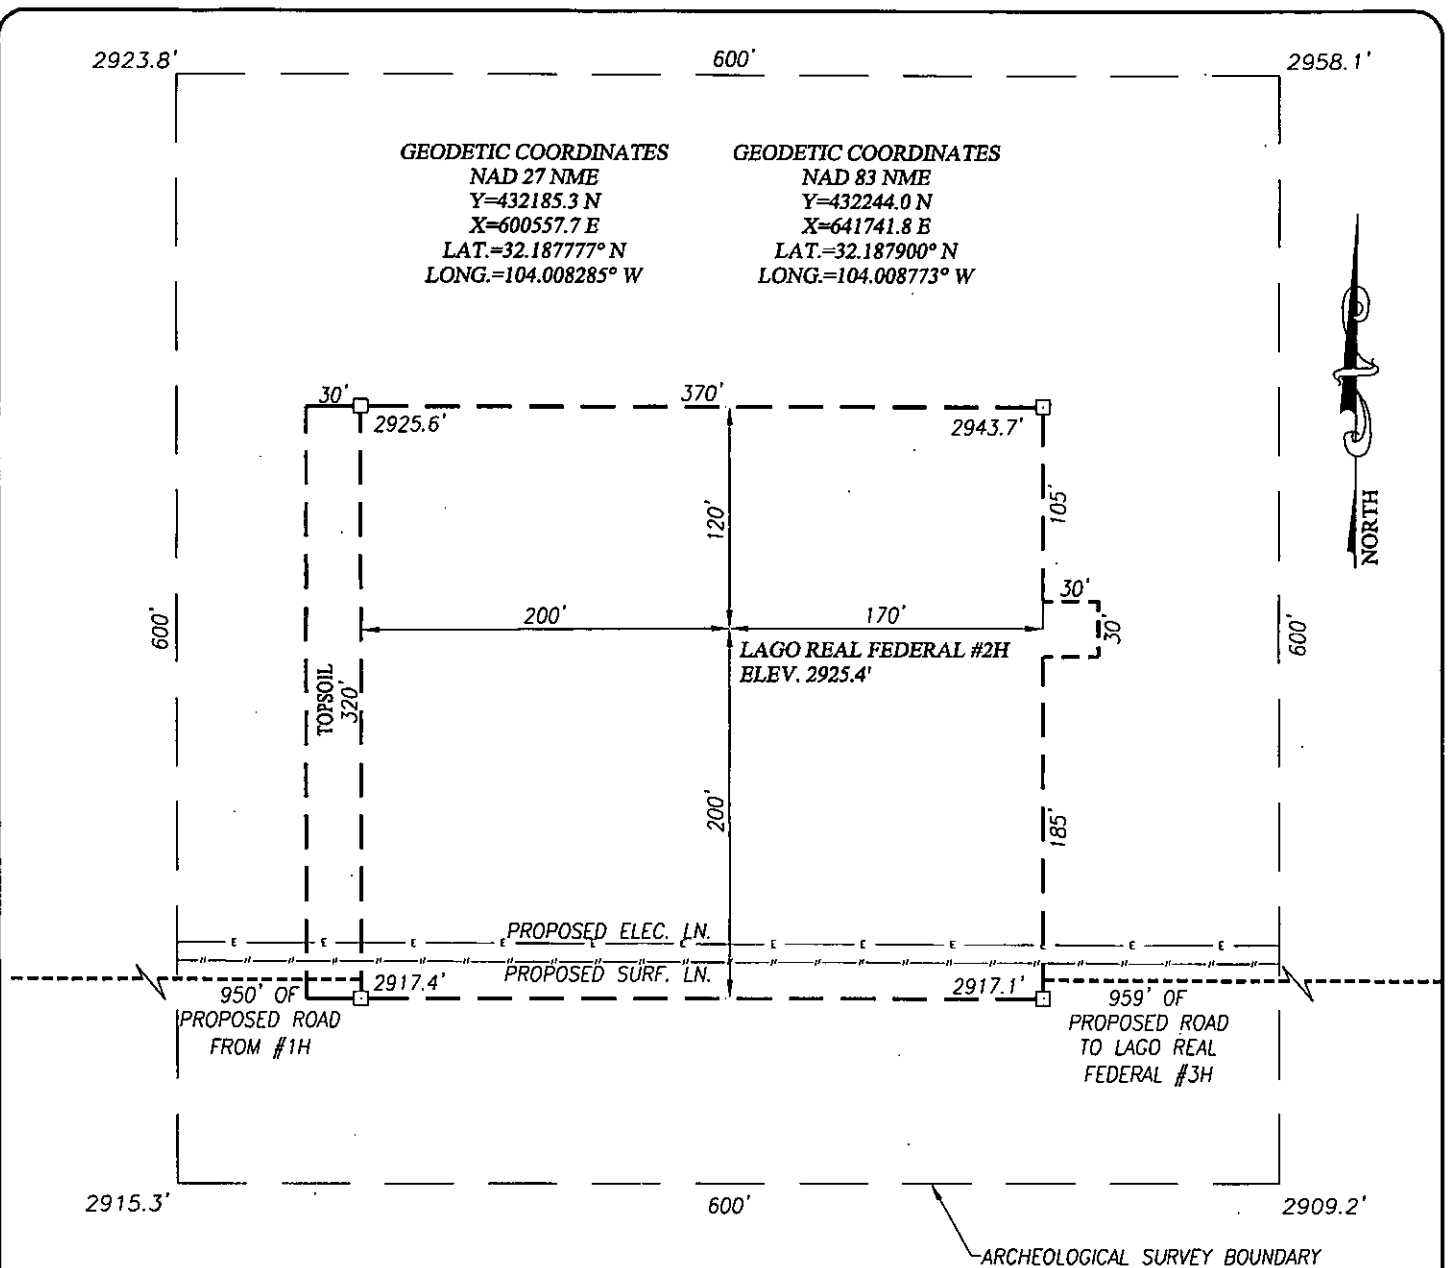 2923.8'
600'
2958.1'
GEODETIC COORDINATES
NAD 27 NME
Y=432185.3 N
X=600557.7 E
LAT.=32.187777° N
LONG.=104.008285° W
GEODETIC COORDINATES
NAD 83 NME
Y=432244.0 N
X=641741.8 E
LAT.=32.187900° N
LONG.=104.008773° W
NORTH
30'
370'
2925.6'
2943.7'
120'
105'
30'
30'
200'
170'
600'
600'
LAGO REAL FEDERAL #2H
ELEV. 2925.4'
TOPSOIL
320'
200'
185'
PROPOSED ELEC. LN.
E E E E E E E E E E E E
PROPOSED SURF. LN.
2917.4'
2917.1'
950' OF
PROPOSED ROAD
FROM #1H
959' OF
PROPOSED ROAD
TO LAGO REAL
FEDERAL #3H
2915.3'
600'
2909.2'
ARCHEOLOGICAL SURVEY BOUNDARY